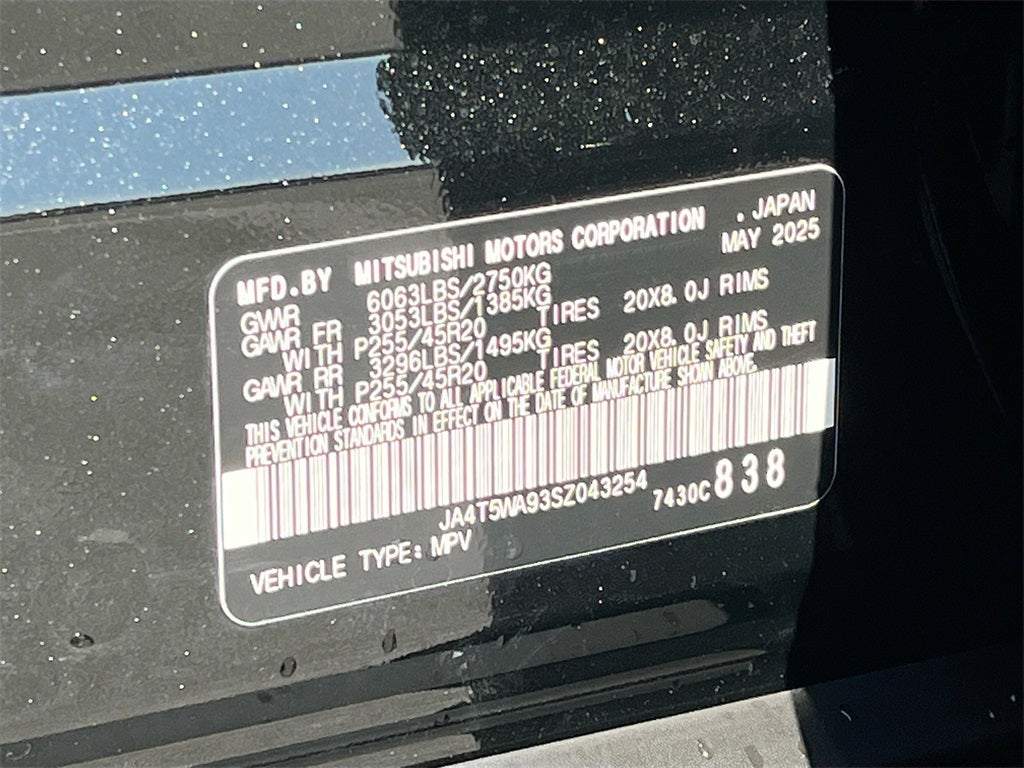 MFD.BY MITSUBISHI MOTORS CORPORATION . JAPAN
MAY 2025
GVWR 6063LBS/2750KG
GAWR FR 3053LBS/1385KG
WITH P255/45R20 TIRES 20X8.0J RIMS
GAWR RR 3296LBS/1495KG
WITH P255/45R20 TIRES 20X8.0J RIMS
THIS VEHICLE CONFORMS TO ALL APPLICABLE FEDERAL MOTOR VEHICLE SAFETY AND THEFT
PREVENTION STANDARDS IN EFFECT ON THE DATE OF MANUFACTURE SHOWN ABOVE.
JA4T5WA93SZ043254 7430C 838
VEHICLE TYPE: MPV